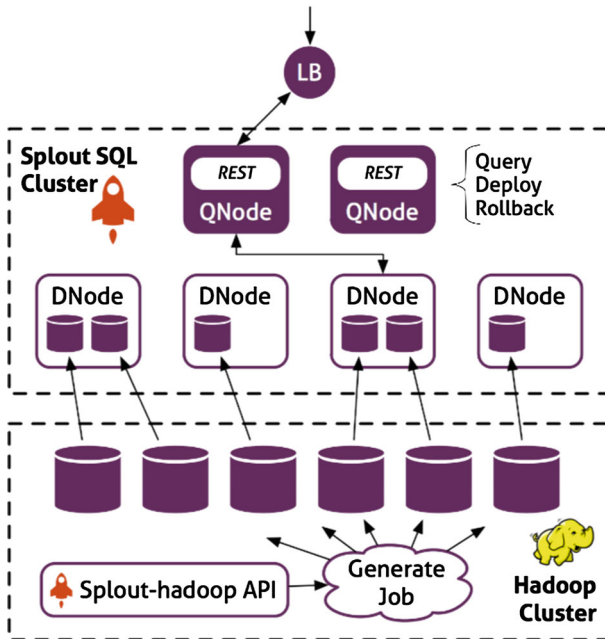 LB
Splout SQL
Cluster
REST
QNode
REST
QNode
Query
Deploy
Rollback
DNode
DNode
DNode
DNode
Splout-hadoop API
Generate
Job
Hadoop
Cluster